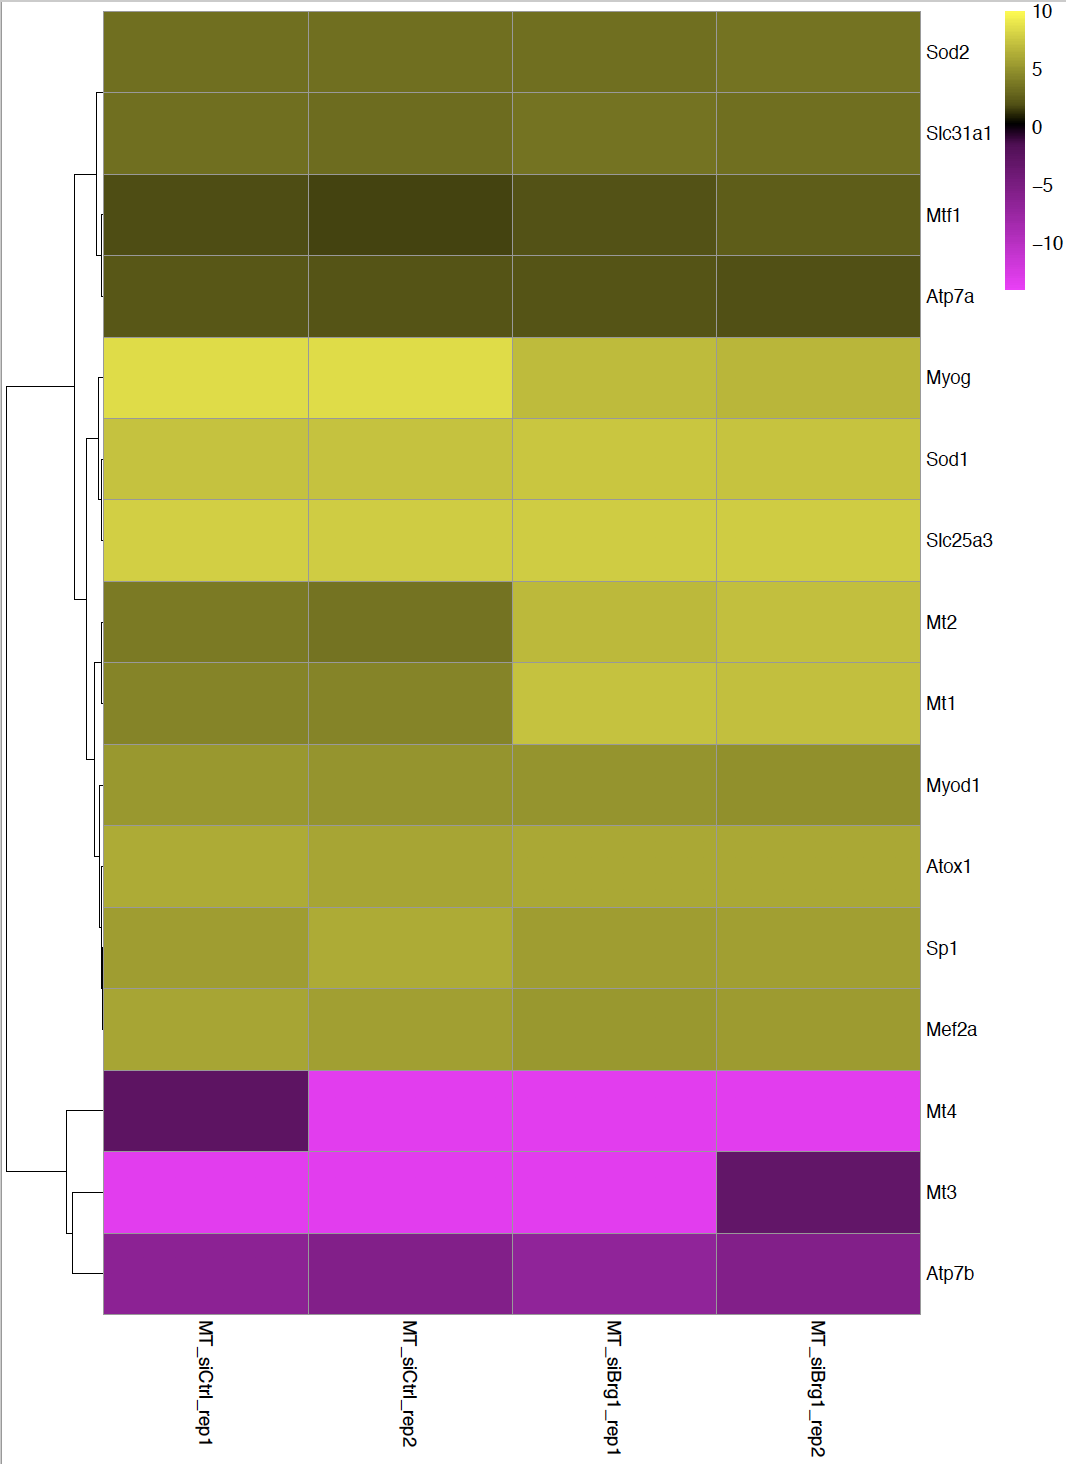 10
5
0
−5
−10
Sod2
Slc31a1
Mtf1
Atp7a
Myog
Sod1
Slc25a3
Mt2
Mt1
Myod1
Atox1
Sp1
Mef2a
Mt4
Mt3
Atp7b
MT_siCtrl_rep1
MT_siCtrl_rep2
MT_siBrg1_rep1
MT_siBrg1_rep2